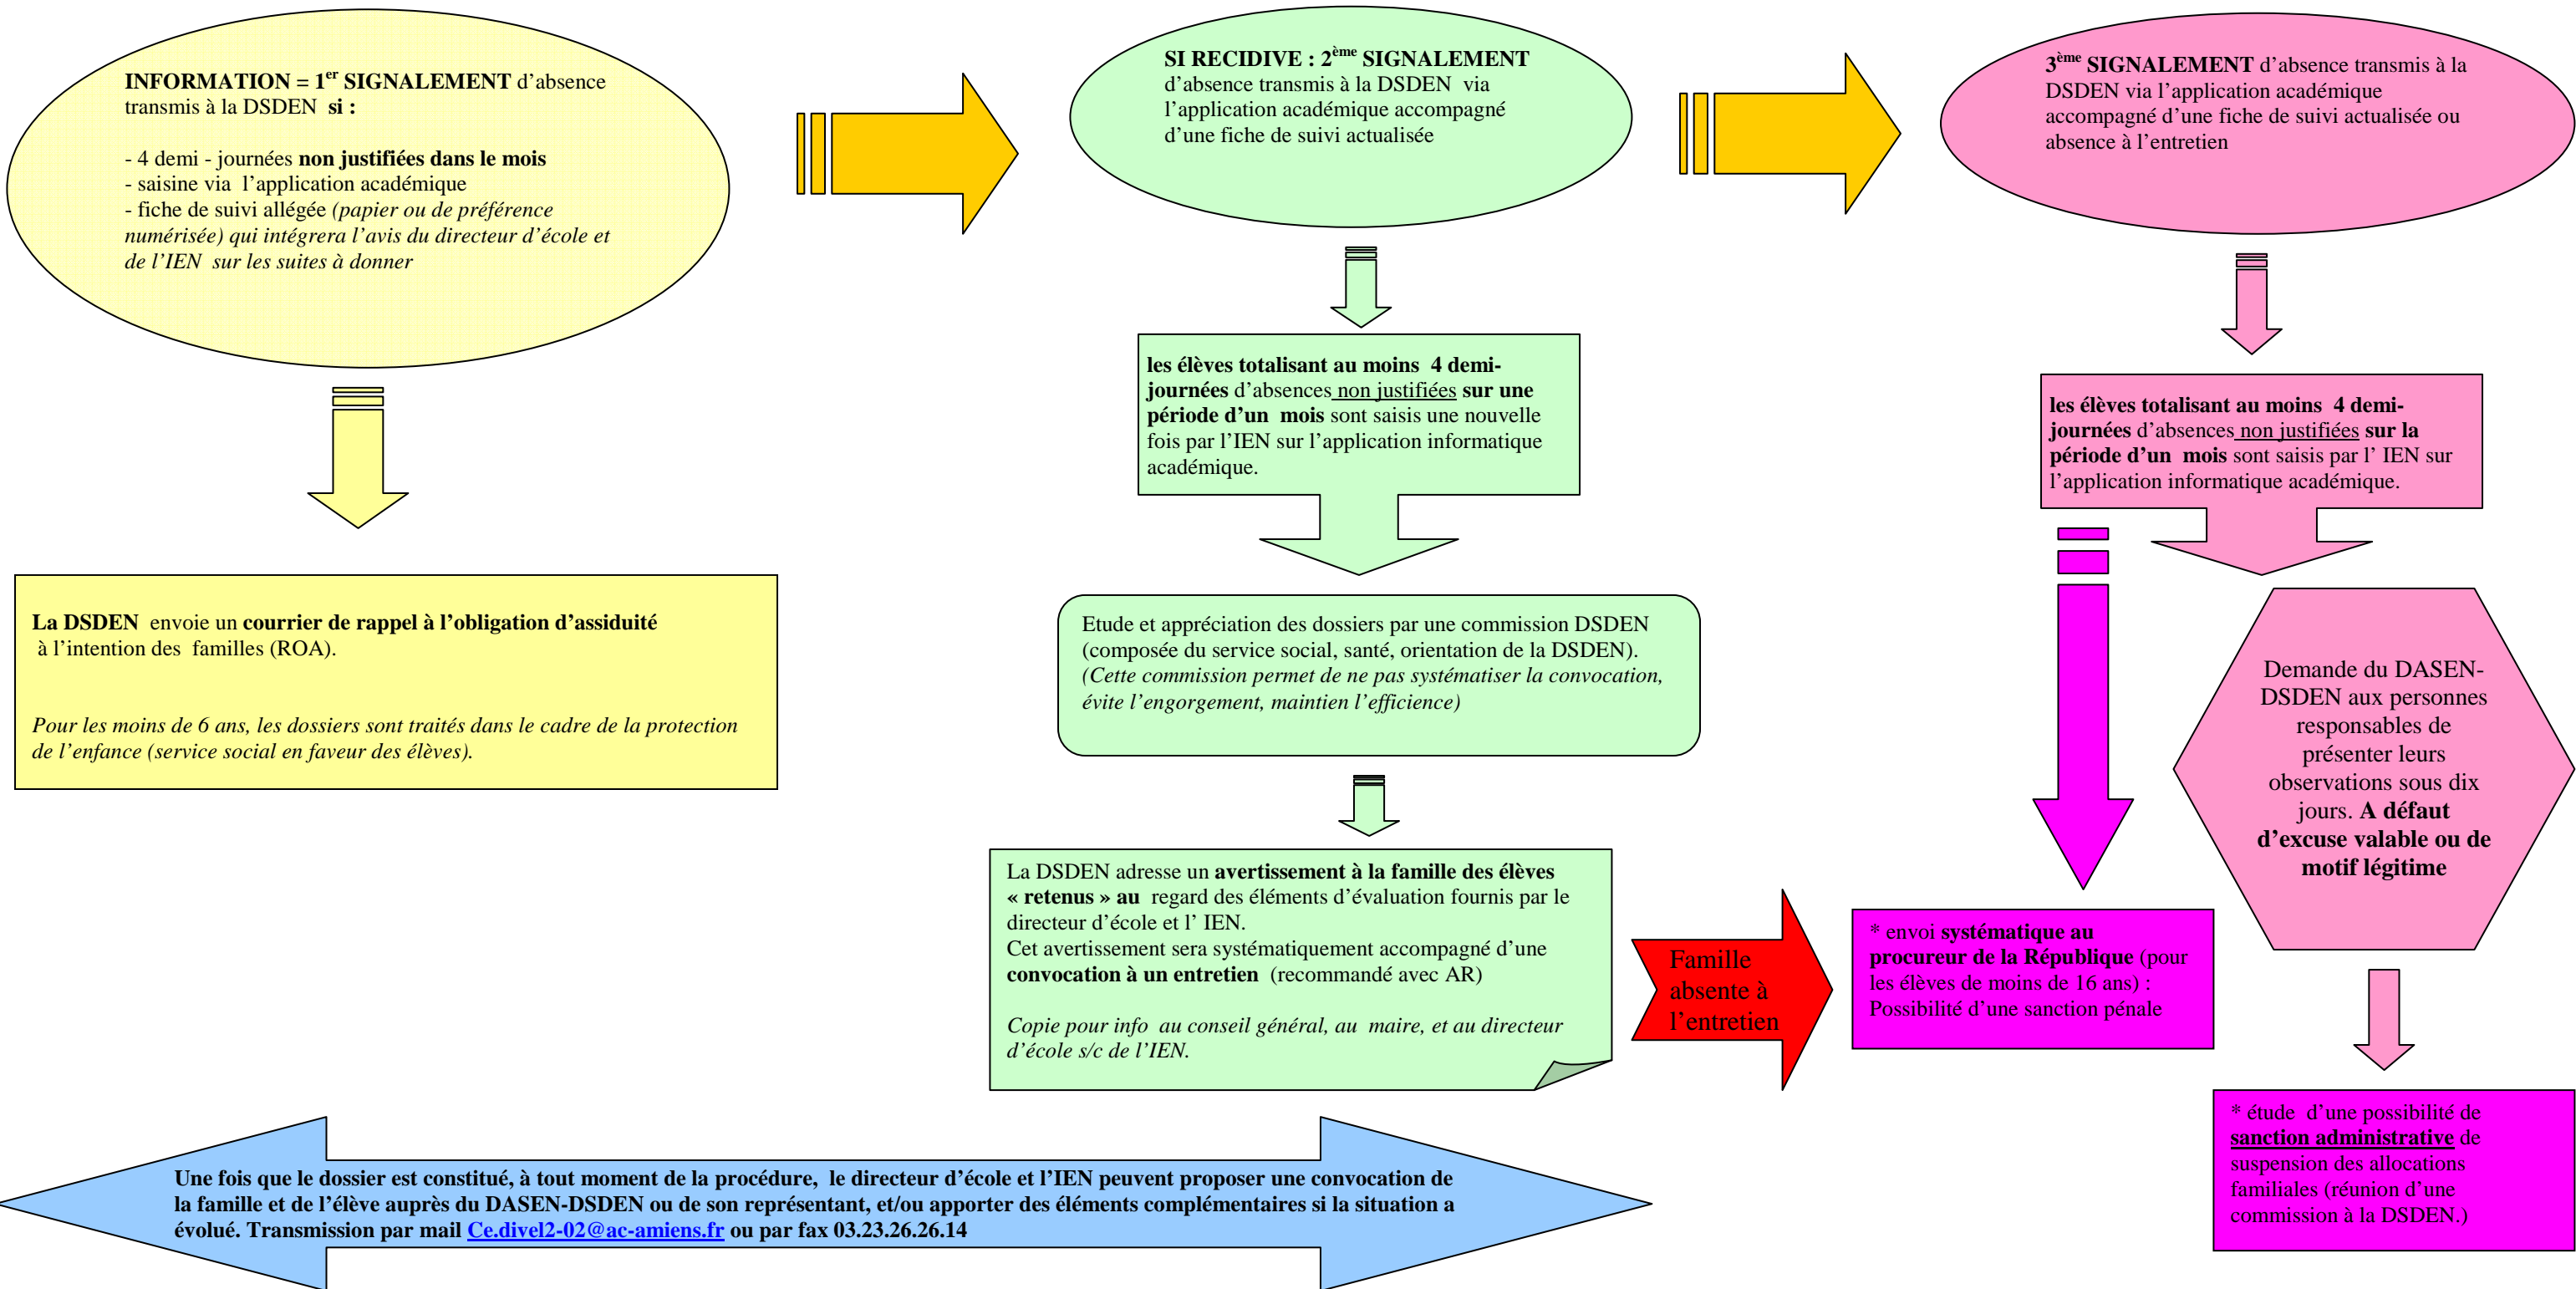 INFORMATION = 1er SIGNALEMENT d’absence
transmis à la DSDEN si :
- 4 demi - journées non justifiées dans le mois
- saisine via l’application académique
- fiche de suivi allégée (papier ou de préférence
numérisée) qui intégrera l’avis du directeur d’école et
de l’IEN sur les suites à donner
La DSDEN envoie un courrier de rappel à l’obligation d’assiduité
à l’intention des familles (ROA).
Pour les moins de 6 ans, les dossiers sont traités dans le cadre de la protection
de l’enfance (service social en faveur des élèves).
SI RECIDIVE : 2ème SIGNALEMENT
d’absence transmis à la DSDEN via
l’application académique accompagné
d’une fiche de suivi actualisée
les élèves totalisant au moins 4 demi-
journées d’absences non justifiées sur une
période d’un mois sont saisis une nouvelle
fois par l’IEN sur l’application informatique
académique.
Etude et appréciation des dossiers par une commission DSDEN
(composée du service social, santé, orientation de la DSDEN).
(Cette commission permet de ne pas systématiser la convocation,
évite l’engorgement, maintien l’efficience)
La DSDEN adresse un avertissement à la famille des élèves
« retenus » au regard des éléments d’évaluation fournis par le
directeur d’école et l’ IEN.
Cet avertissement sera systématiquement accompagné d’une
convocation à un entretien (recommandé avec AR)
Copie pour info au conseil général, au maire, et au directeur
d’école s/c de l’IEN.
Famille
absente à
l’entretien
3ème SIGNALEMENT d’absence transmis à la
DSDEN via l’application académique
accompagné d’une fiche de suivi actualisée ou
absence à l’entretien
les élèves totalisant au moins 4 demi-
journées d’absences non justifiées sur la
période d’un mois sont saisis par l’ IEN sur
l’application informatique académique.
Demande du DASEN-
DSDEN aux personnes
responsables de
présenter leurs
observations sous dix
jours. A défaut
d’excuse valable ou de
motif légitime
* envoi systématique au
procureur de la République (pour
les élèves de moins de 16 ans) :
Possibilité d’une sanction pénale
* étude d’une possibilité de
sanction administrative de
suspension des allocations
familiales (réunion d’une
commission à la DSDEN.)
Une fois que le dossier est constitué, à tout moment de la procédure, le directeur d’école et l’IEN peuvent proposer une convocation de
la famille et de l’élève auprès du DASEN-DSDEN ou de son représentant, et/ou apporter des éléments complémentaires si la situation a
évolué. Transmission par mail Ce.divel2-02@ac-amiens.fr ou par fax 03.23.26.26.14